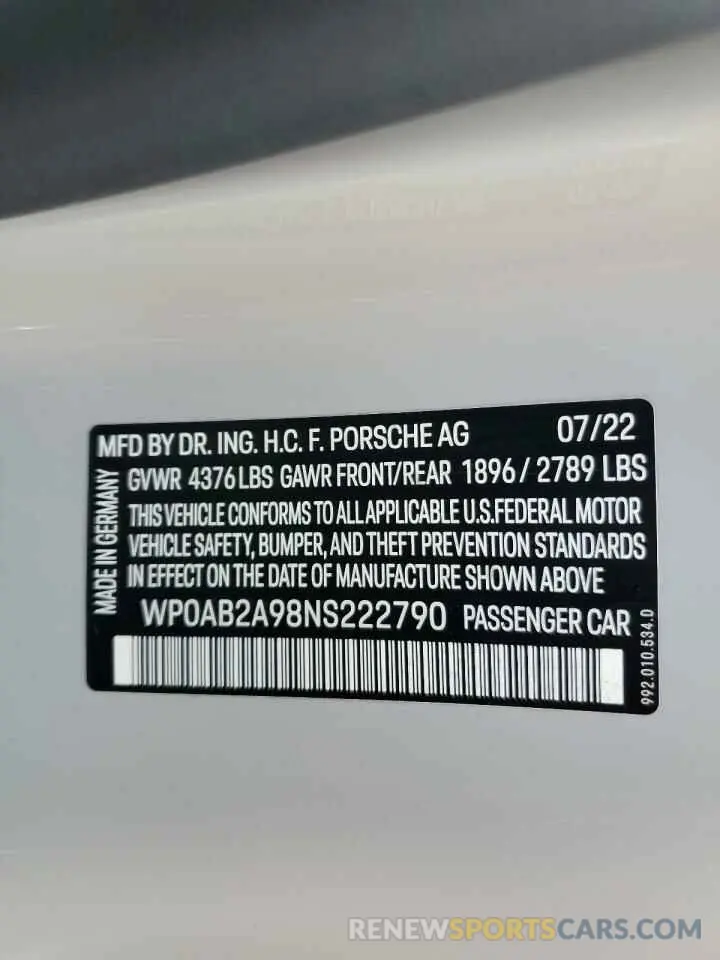 MFD BY DR. ING. H.C. F. PORSCHE AG 07/22
GVWR 4376 LBS GAWR FRONT/REAR 1896 / 2789 LBS
THIS VEHICLE CONFORMS TO ALL APPLICABLE U.S. FEDERAL MOTOR
VEHICLE SAFETY, BUMPER, AND THEFT PREVENTION STANDARDS
IN EFFECT ON THE DATE OF MANUFACTURE SHOWN ABOVE
WP0AB2A98NS222790 PASSENGER CAR
MADE IN GERMANY
992.010.534.D
RENEWSPORTSCARS.COM